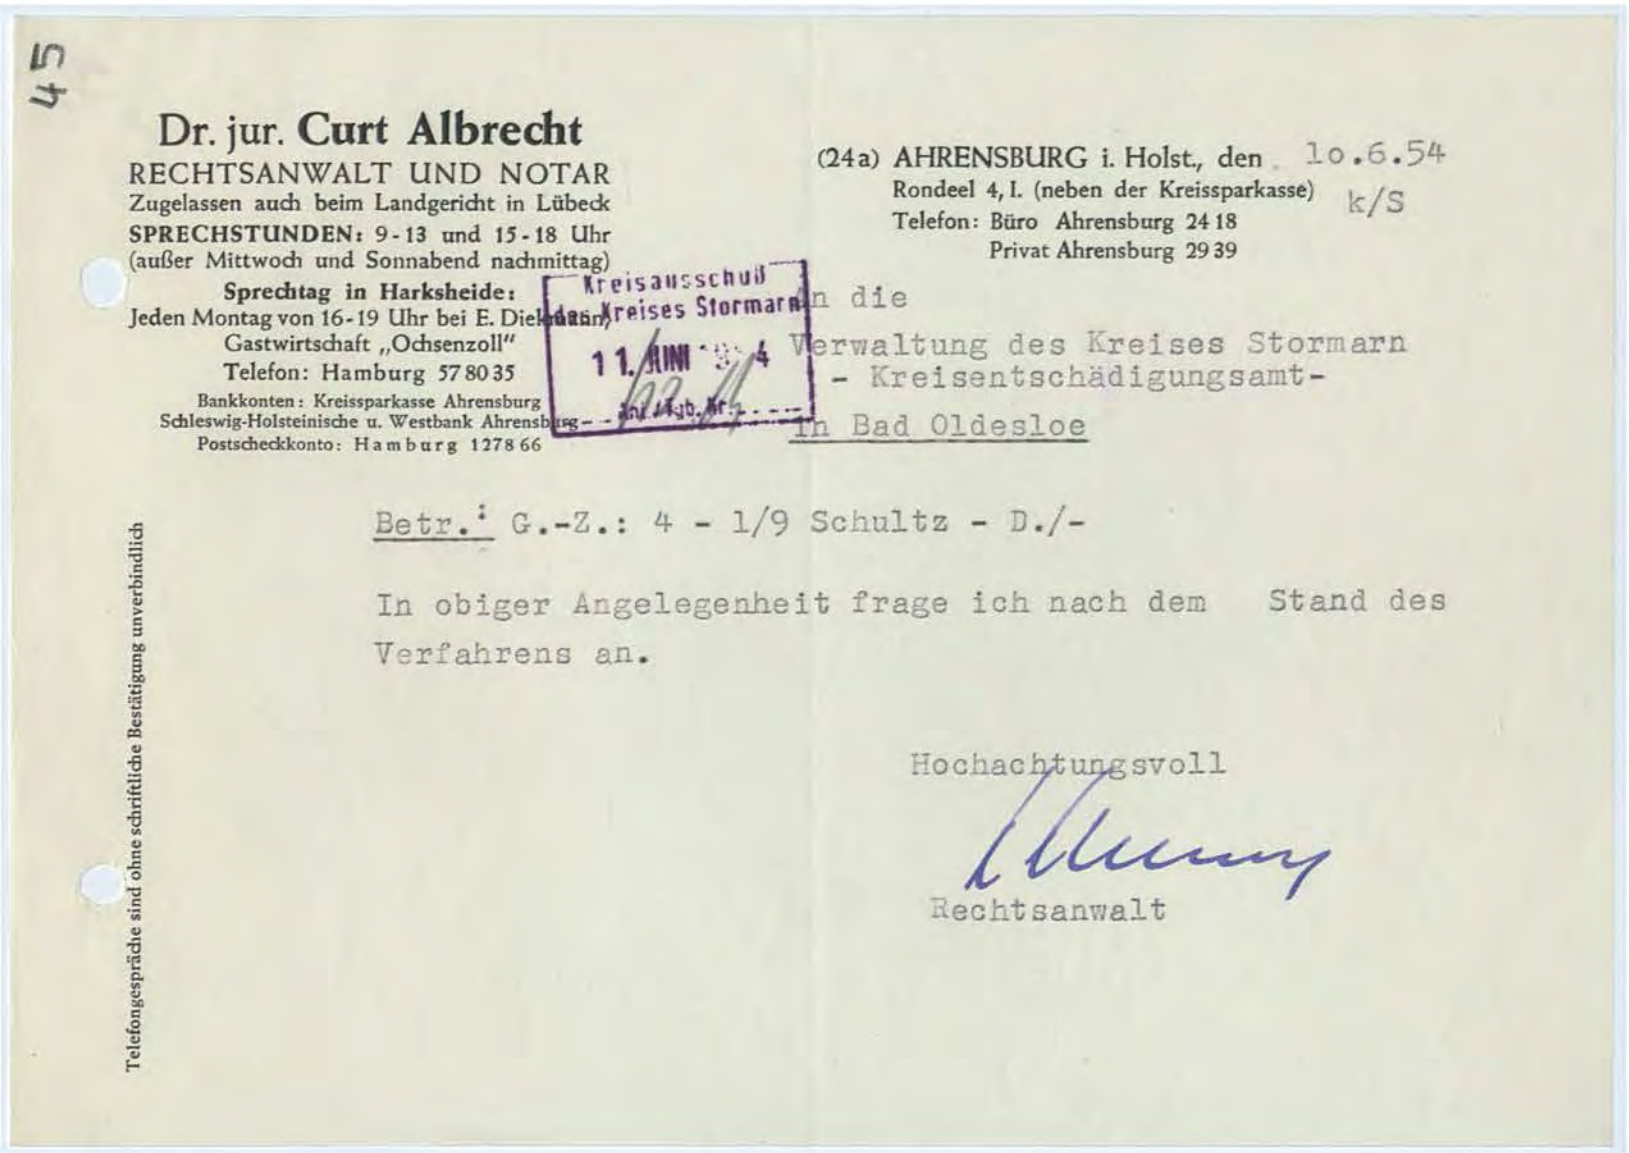 45
Dr. jur. Curt Albrecht
RECHTSANWALT UND NOTAR
Zugelassen auch beim Landgericht in Lübeck
SPRECHSTUNDEN: 9-13 und 15-18 Uhr
(außer Mittwoch und Sonnabend nachmittag)
Sprechtag in Harksheide:
Jeden Montag von 16-19 Uhr bei E. Diekmann,
Gastwirtschaft „Ochsenzoll"
Telefon: Hamburg 57 80 35
Bankkonten: Kreissparkasse Ahrensburg
Schleswig-Holsteinische u. Westbank Ahrensburg
Postscheckkonto: Hamburg 1278 66
(24a) AHRENSBURG i. Holst., den 10.6.54
Rondeel 4, I. (neben der Kreissparkasse)
k/S
Telefon: Büro Ahrensburg 24 18
Privat Ahrensburg 29 39
Kreisausschuß
des Kreises Stormarn
11. JUNI 4
An die
Verwaltung des Kreises Stormarn
- Kreisentschädigungsamt-
in Bad Oldesloe
Betr.: G.-Z.: 4 - 1/9 Schultz - D./-
In obiger Angelegenheit frage ich nach dem Stand des
Verfahrens an.
Hochachtungsvoll
Rechtsanwalt
Telefongespräche sind ohne schriftliche Bestätigung unverbindlich